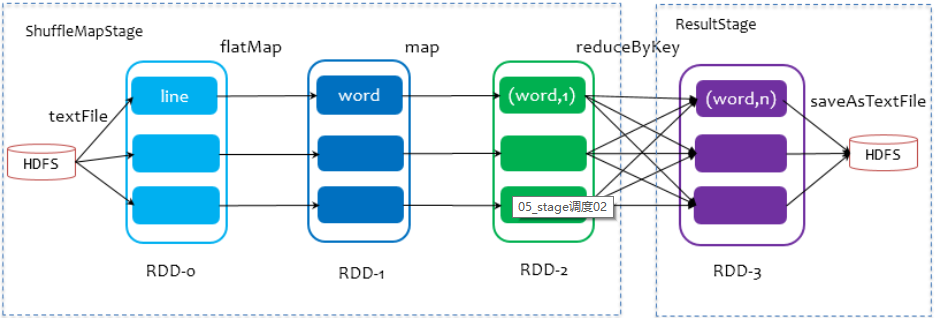 ShuffleMapStage
ResultStage
flatMap
map
reduceByKey
line
word
(word,1)
(word,n)
saveAsTextFile
textFile
HDFS
HDFS
05_stage调度02
RDD-0
RDD-1
RDD-2
RDD-3